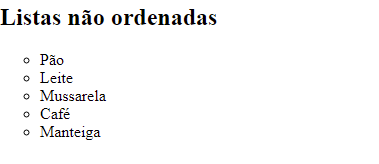 Listas não ordenadas
Pão
Leite
Mussarela
Café
Manteiga